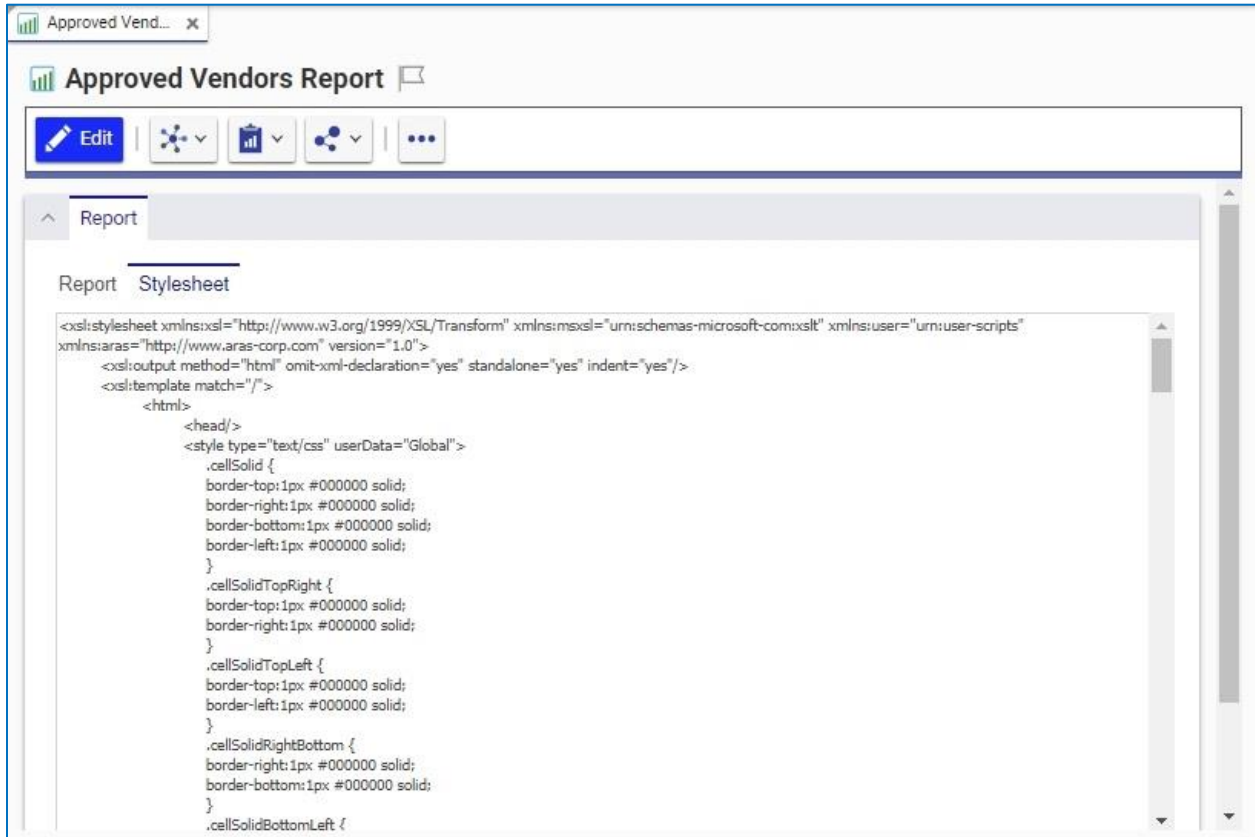 Approved Vend...
Approved Vendors Report
Edit
Report
Report Stylesheet
<xsl:stylesheet xmlns:xsl="http://www.w3.org/1999/XSL/Transform" xmlns:msxsl="urn:schemas-microsoft-com:xslt" xmlns:user="urn:user-scripts"
xmlns:aras="http://www.aras-corp.com" version="1.0">
<xsl:output method="html" omit-xml-declaration="yes" standalone="yes" indent="yes"/>
<xsl:template match="/">
<html>
<head/>
<style type="text/css" userData="Global">
.cellSolid {
border-top:1px #000000 solid;
border-right:1px #000000 solid;
border-bottom:1px #000000 solid;
border-left:1px #000000 solid;
}
.cellSolidTopRight {
border-top:1px #000000 solid;
border-right:1px #000000 solid;
}
.cellSolidTopLeft {
border-top:1px #000000 solid;
border-left:1px #000000 solid;
}
.cellSolidRightBottom {
border-right:1px #000000 solid;
border-bottom:1px #000000 solid;
}
.cellSolidBottomLeft {